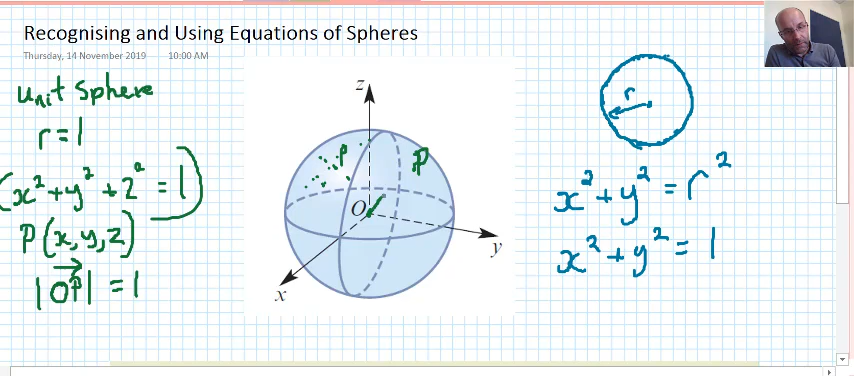 Recognising and Using Equations of Spheres
Thursday, 14 November 2019 10:00 AM
Unit Sphere
r = 1
(x² + y² + z² = 1)
P(x, y, z)
|OP⃗| = 1
z
P
P
O
y
x
r
x² + y² = r²
x² + y² = 1